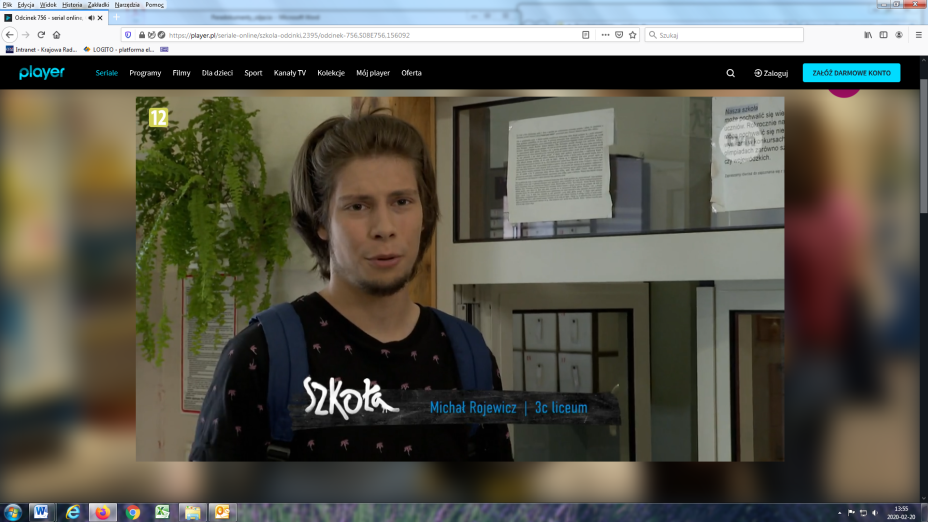 Plik Edycja Widok Historia Zakładki Narzędzia Pomoc
Odcinek 756 - serial online
https://player.pl/seriale-online/szkola-odcinki,2395/odcinek-756,S08E756,156092
Szukaj
Intranet - Krajowa Rad...
LOGITO - platforma el...
player
Seriale Programy Filmy Dla dzieci Sport Kanały TV Kolekcje Mój player Oferta
Zaloguj
ZAŁÓŻ DARMOWE KONTO
12
Nasza szkoła
SZKOŁA
Michał Rojewicz | 3c liceum
13:55
2020-02-20